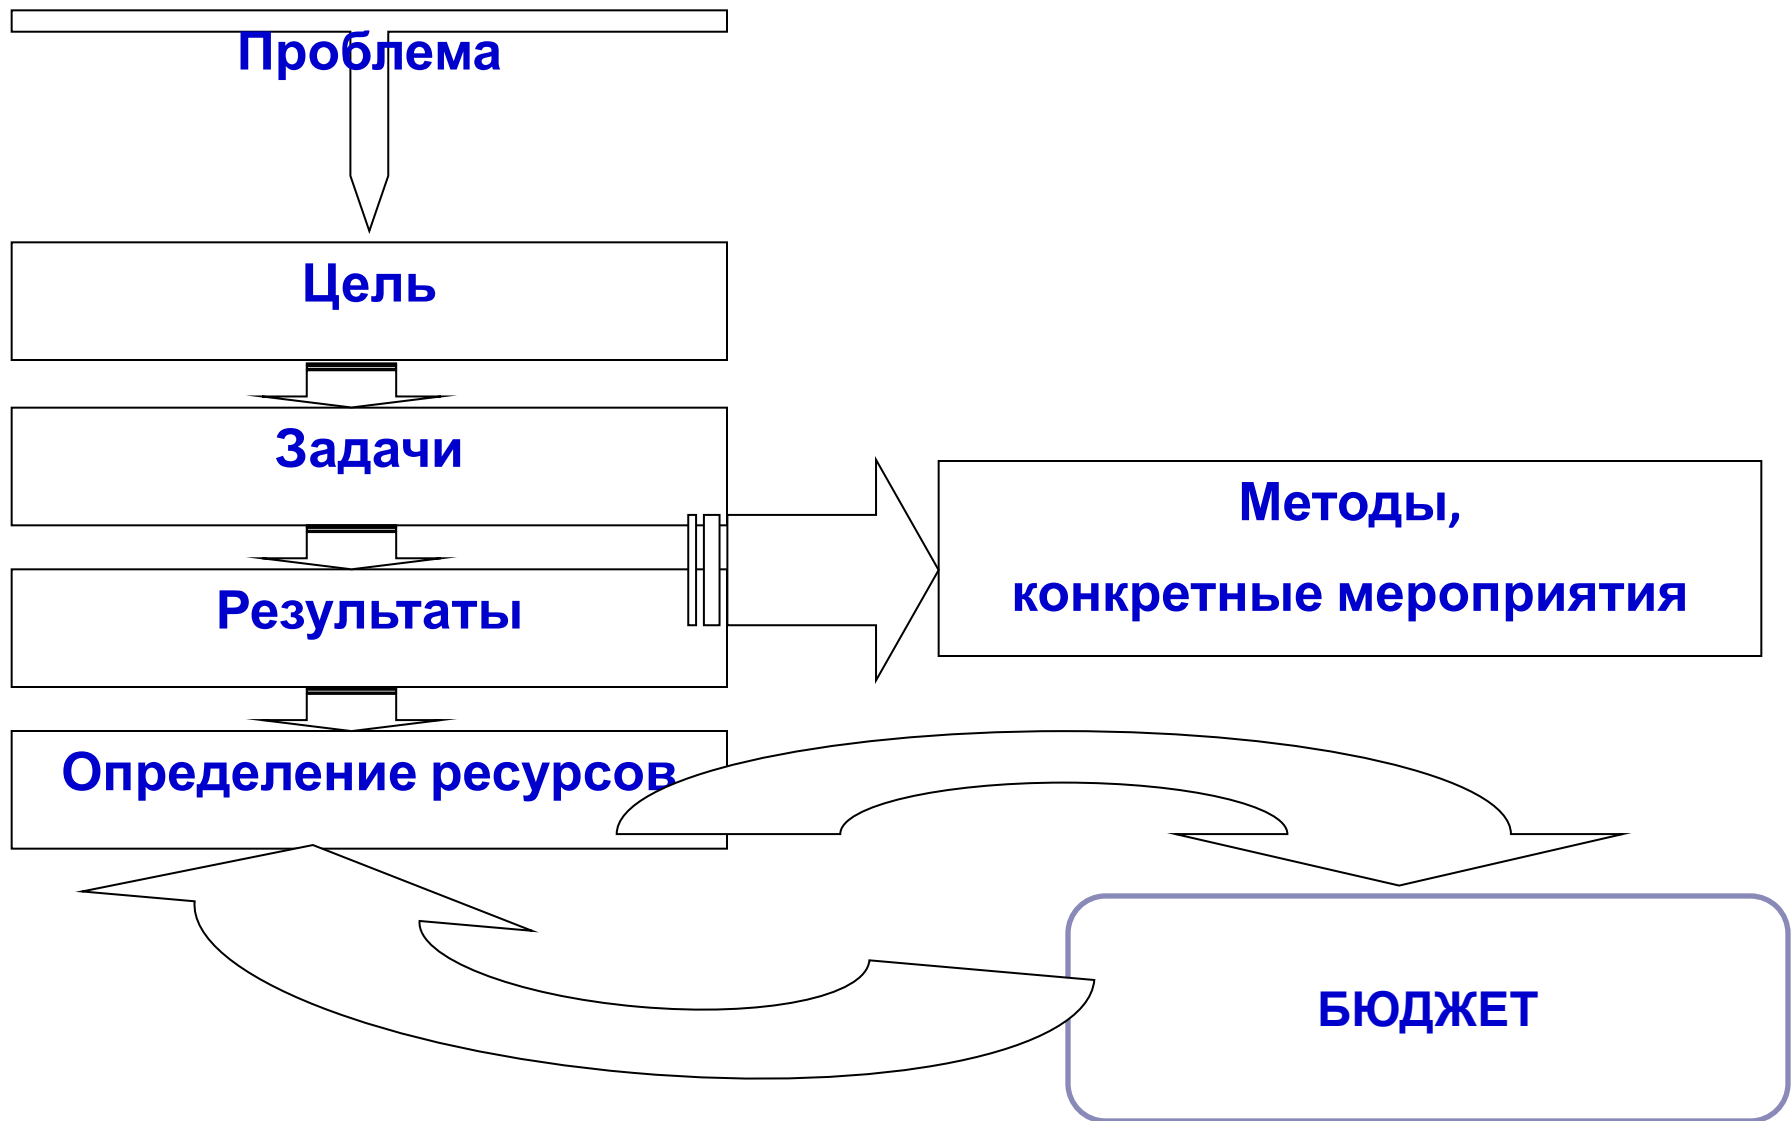 Проблема
Цель
Задачи
Результаты
Определение ресурсов
Методы,
конкретные мероприятия
БЮДЖЕТ